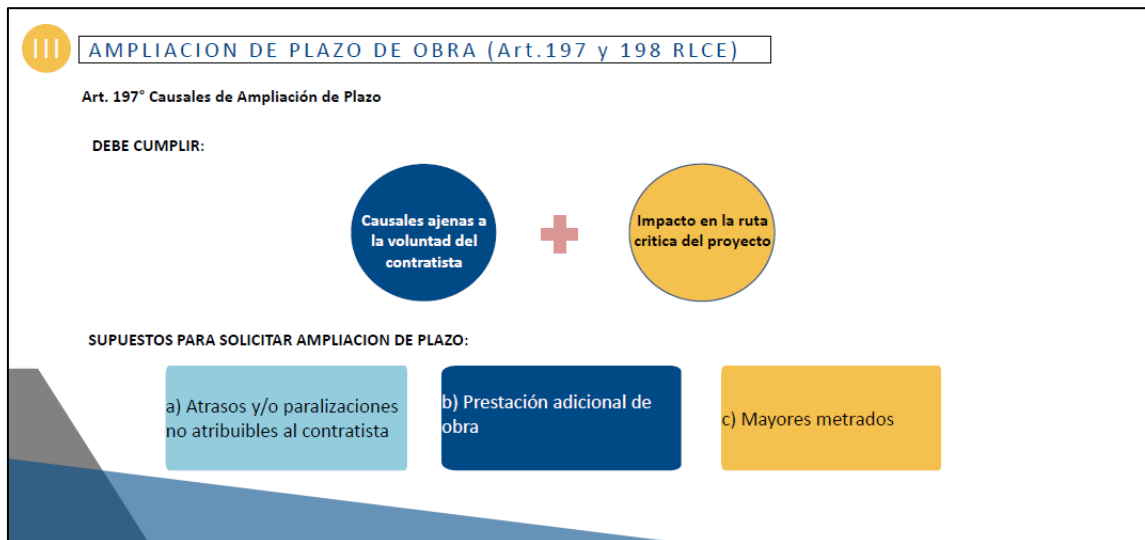 III
AMPLIACION DE PLAZO DE OBRA (Art.197 y 198 RLCE)
Art. 197° Causales de Ampliación de Plazo
DEBE CUMPLIR:
Causales ajenas a
la voluntad del
contratista
Impacto en la ruta
critica del proyecto
SUPUESTOS PARA SOLICITAR AMPLIACION DE PLAZO:
a) Atrasos y/o paralizaciones
no atribuibles al contratista
b) Prestación adicional de
obra
c) Mayores metrados